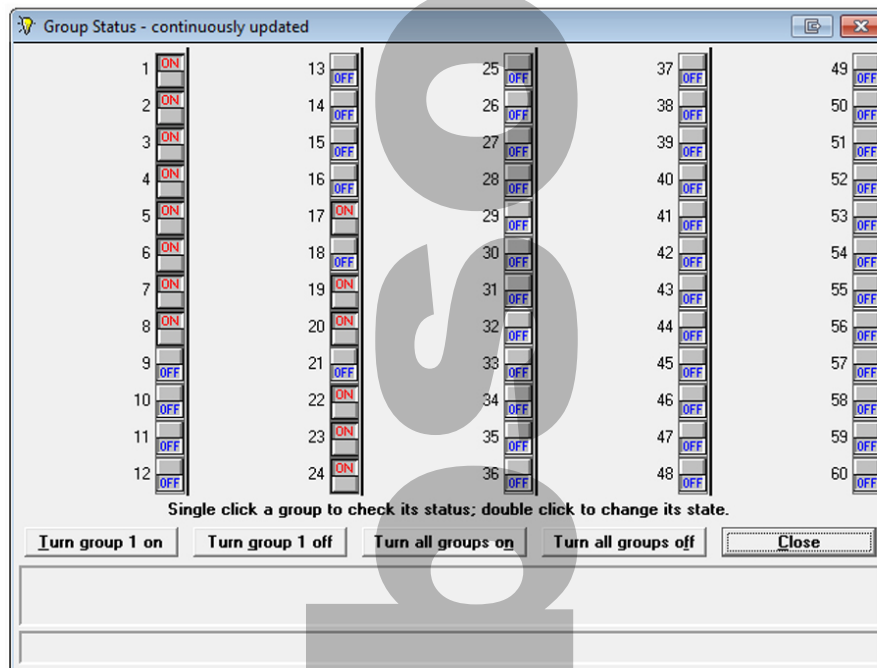 Group Status - continuously updated
1 ON 13 OFF 25 OFF 37 OFF 49 OFF
2 ON 14 OFF 26 OFF 38 OFF 50 OFF
3 ON 15 OFF 27 OFF 39 OFF 51 OFF
4 ON 16 OFF 28 OFF 40 OFF 52 OFF
5 ON 17 ON 29 OFF 41 OFF 53 OFF
6 ON 18 OFF 30 OFF 42 OFF 54 OFF
7 ON 19 ON 31 OFF 43 OFF 55 OFF
8 ON 20 ON 32 OFF 44 OFF 56 OFF
9 OFF 21 OFF 33 OFF 45 OFF 57 OFF
10 OFF 22 ON 34 OFF 46 OFF 58 OFF
11 OFF 23 ON 35 OFF 47 OFF 59 OFF
12 OFF 24 ON 36 OFF 48 OFF 60 OFF
Single click a group to check its status; double click to change its state.
Turn group 1 on Turn group 1 off Turn all groups on Turn all groups off Close